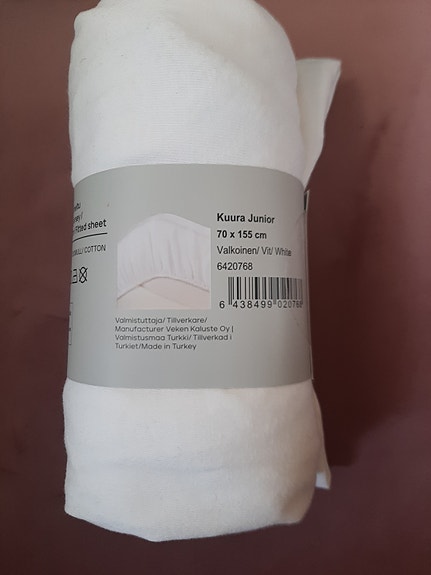 Fitted sheet
COTTON
Kuura Junior
70 x 155 cm
Valkoinen/ Vit/ White
6420768
6 438499 020768
Valmistuttaja/ Tillverkare/
Manufacturer Veken Kaluste Oy |
Valmistusmaa Turkki/ Tillverkad i
Turkiet/Made in Turkey